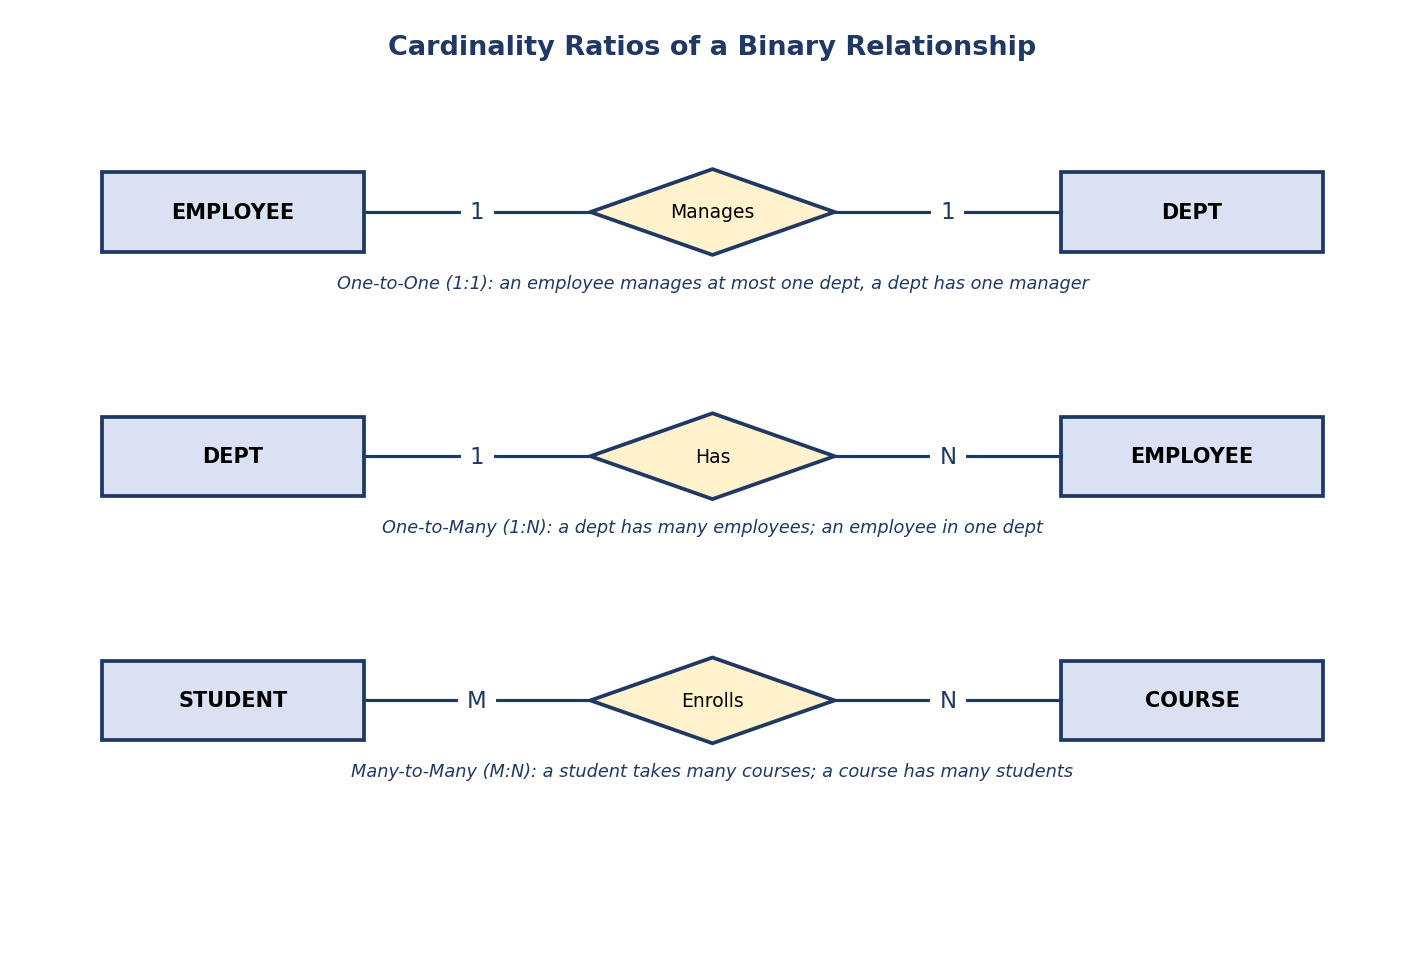 Cardinality Ratios of a Binary Relationship
EMPLOYEE 1 Manages 1 DEPT
One-to-One (1:1): an employee manages at most one dept, a dept has one manager
DEPT 1 Has N EMPLOYEE
One-to-Many (1:N): a dept has many employees; an employee in one dept
STUDENT M Enrolls N COURSE
Many-to-Many (M:N): a student takes many courses; a course has many students